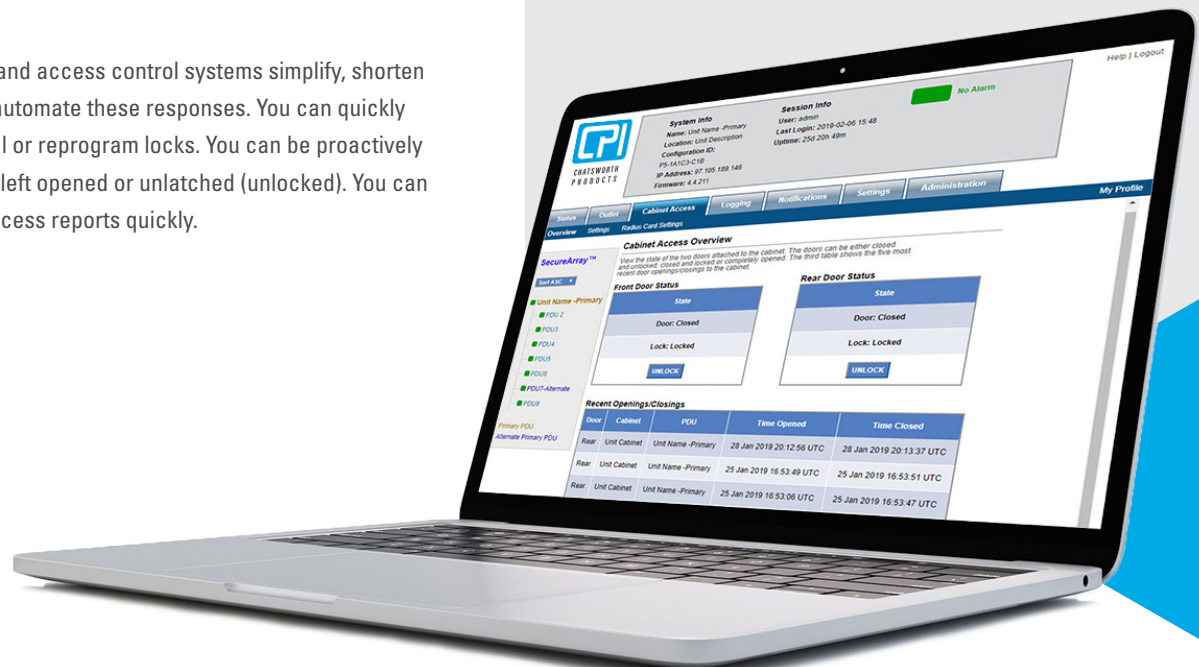 and access control systems simplify, shorten
automate these responses. You can quickly
l or reprogram locks. You can be proactively
left opened or unlatched (unlocked). You can
cess reports quickly.
Help | Logout
CPI
CHATSWORTH
PRODUCTS
System Info
Name: Unit Name -Primary
Location: Unit Description
Configuration ID:
P5-1A1C3-C1B
IP Address: 97.105.189.146
Firmware: 4.4.211
Session Info
User: admin
Last Login: 2019-02-06 15:48
Uptime: 25d 20h 49m
No Alarm
Status Outlet Cabinet Access Logging Notifications Settings Administration
Overview Settings Radius Card Settings My Profile
SecureArray™
Sort ASC
Unit Name -Primary
PDU 2
PDU3
PDU4
PDU5
PDU6
PDU7-Alternate
PDU8
Primary PDU
Alternate Primary PDU
Cabinet Access Overview
View the state of the two doors attached to the cabinet. The doors can be either closed
and unlocked, closed and locked or completely opened. The third table shows the five most
recent door openings/closings to the cabinet.
Front Door Status
State
Door: Closed
Lock: Locked
UNLOCK
Rear Door Status
State
Door: Closed
Lock: Locked
UNLOCK
Recent Openings/Closings
Door Cabinet PDU Time Opened Time Closed
Rear Unit Cabinet Unit Name -Primary 28 Jan 2019 20:12:56 UTC 28 Jan 2019 20:13:37 UTC
Rear Unit Cabinet Unit Name -Primary 25 Jan 2019 16:53:49 UTC 25 Jan 2019 16:53:51 UTC
Rear Unit Cabinet Unit Name -Primary 25 Jan 2019 16:53:06 UTC 25 Jan 2019 16:53:47 UTC